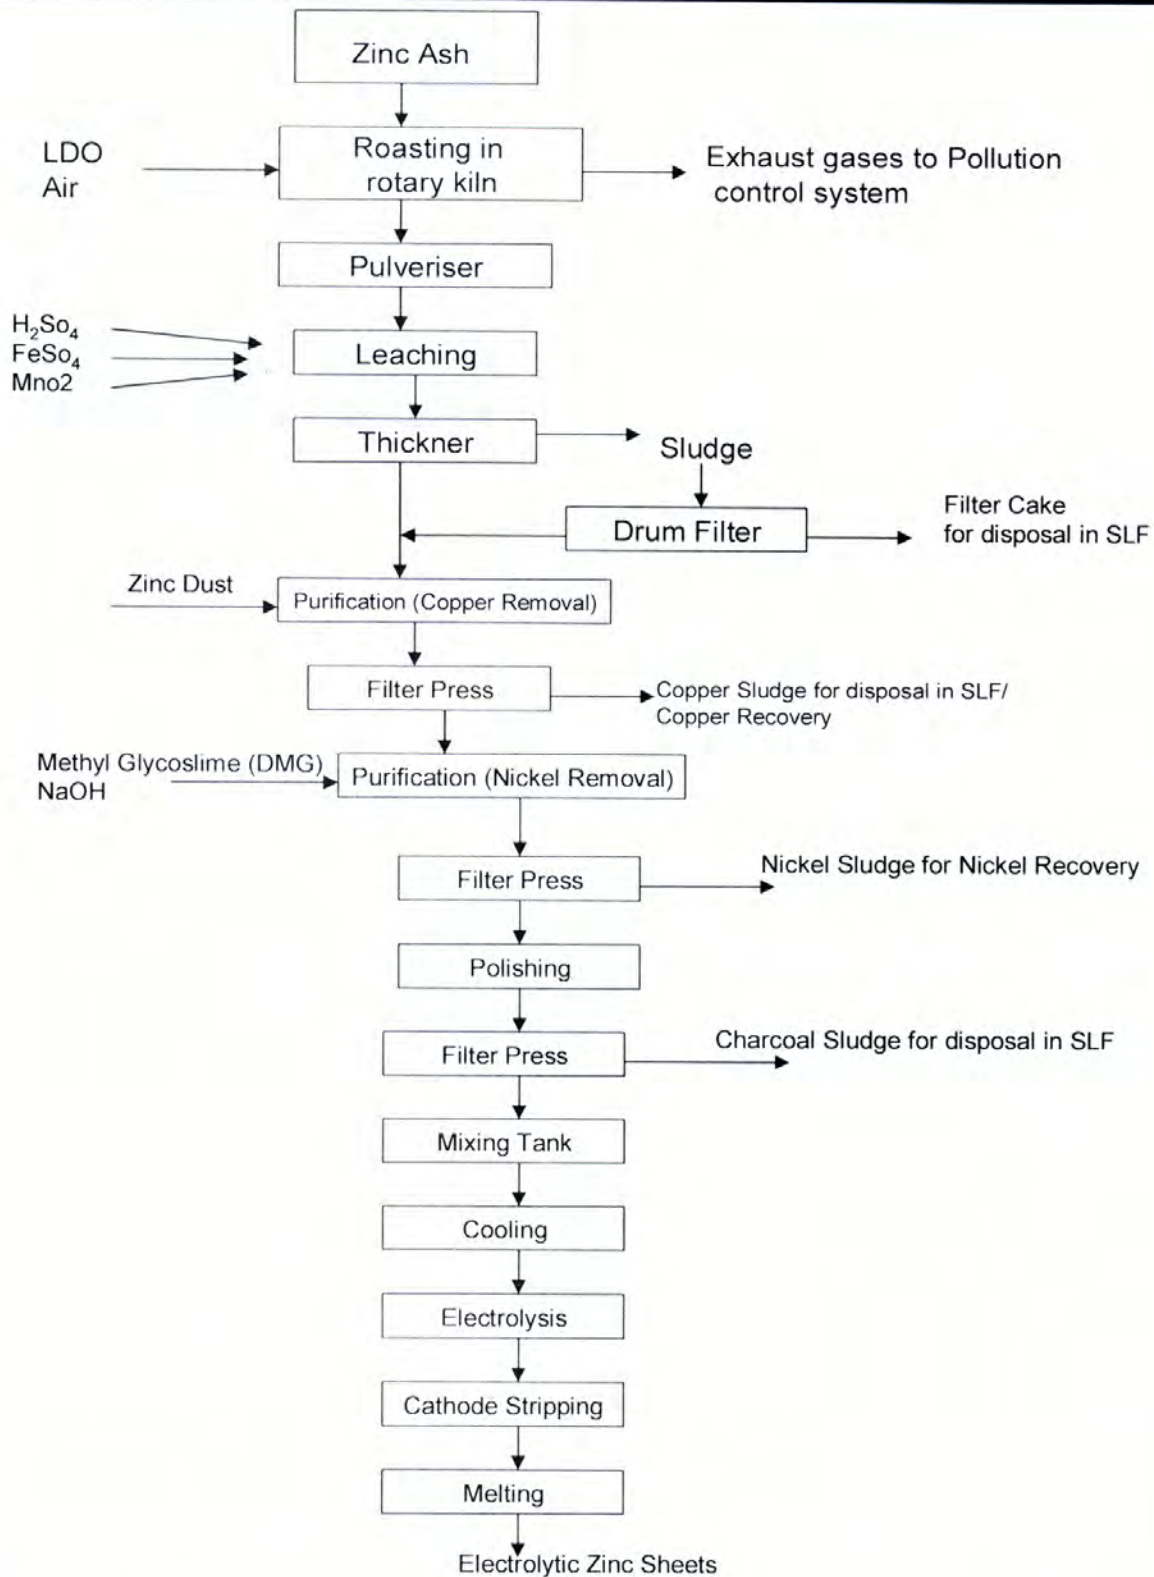 Zinc Ash
LDO
Air
Roasting in
rotary kiln
Exhaust gases to Pollution
control system
Pulveriser
H₂So₄
FeSo₄
Mno2
Leaching
Thickner
Sludge
Drum Filter
Filter Cake
for disposal in SLF
Zinc Dust
Purification (Copper Removal)
Filter Press
Copper Sludge for disposal in SLF/
Copper Recovery
Methyl Glycoslime (DMG)
NaOH
Purification (Nickel Removal)
Filter Press
Nickel Sludge for Nickel Recovery
Polishing
Filter Press
Charcoal Sludge for disposal in SLF
Mixing Tank
Cooling
Electrolysis
Cathode Stripping
Melting
Electrolytic Zinc Sheets